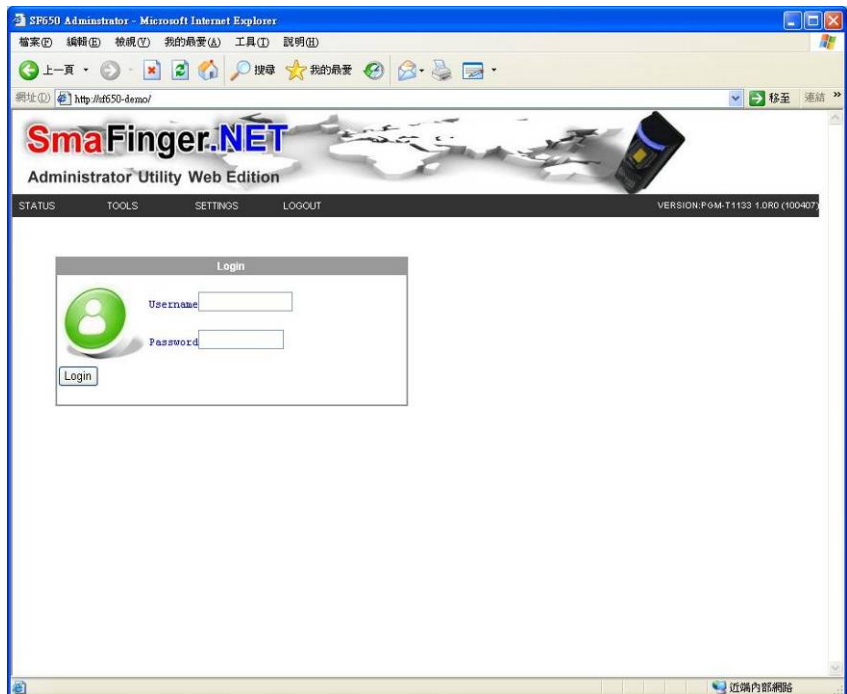 SF650 Adminstrator - Microsoft Internet Explorer
檔案(F) 編輯(E) 檢視(V) 我的最愛(A) 工具(T) 說明(H)
上一頁 搜尋 我的最愛
網址(D) http://sf650-demo/ 移至 連結 »
SmaFinger.NET
Administrator Utility Web Edition
STATUS TOOLS SETTINGS LOGOUT VERSION:PGM-T1133 1.0R0 (100407)
Login
Username
Password
Login
近端內部網路